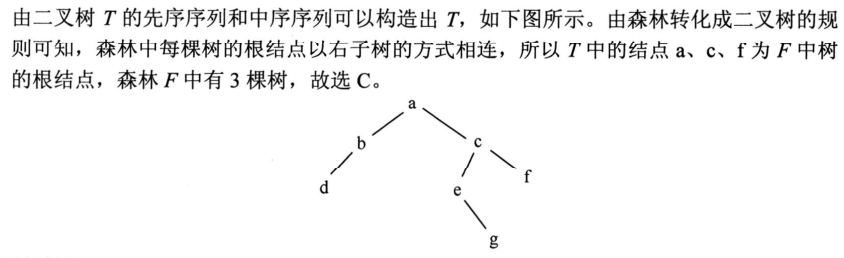 由二叉树 T 的先序序列和中序序列可以构造出 T，如下图所示。由森林转化成二叉树的规
则可知，森林中每棵树的根结点以右子树的方式相连，所以 T 中的结点 a、c、f 为 F 中树
的根结点，森林 F 中有 3 棵树，故选 C。
a
b c
d e f
g